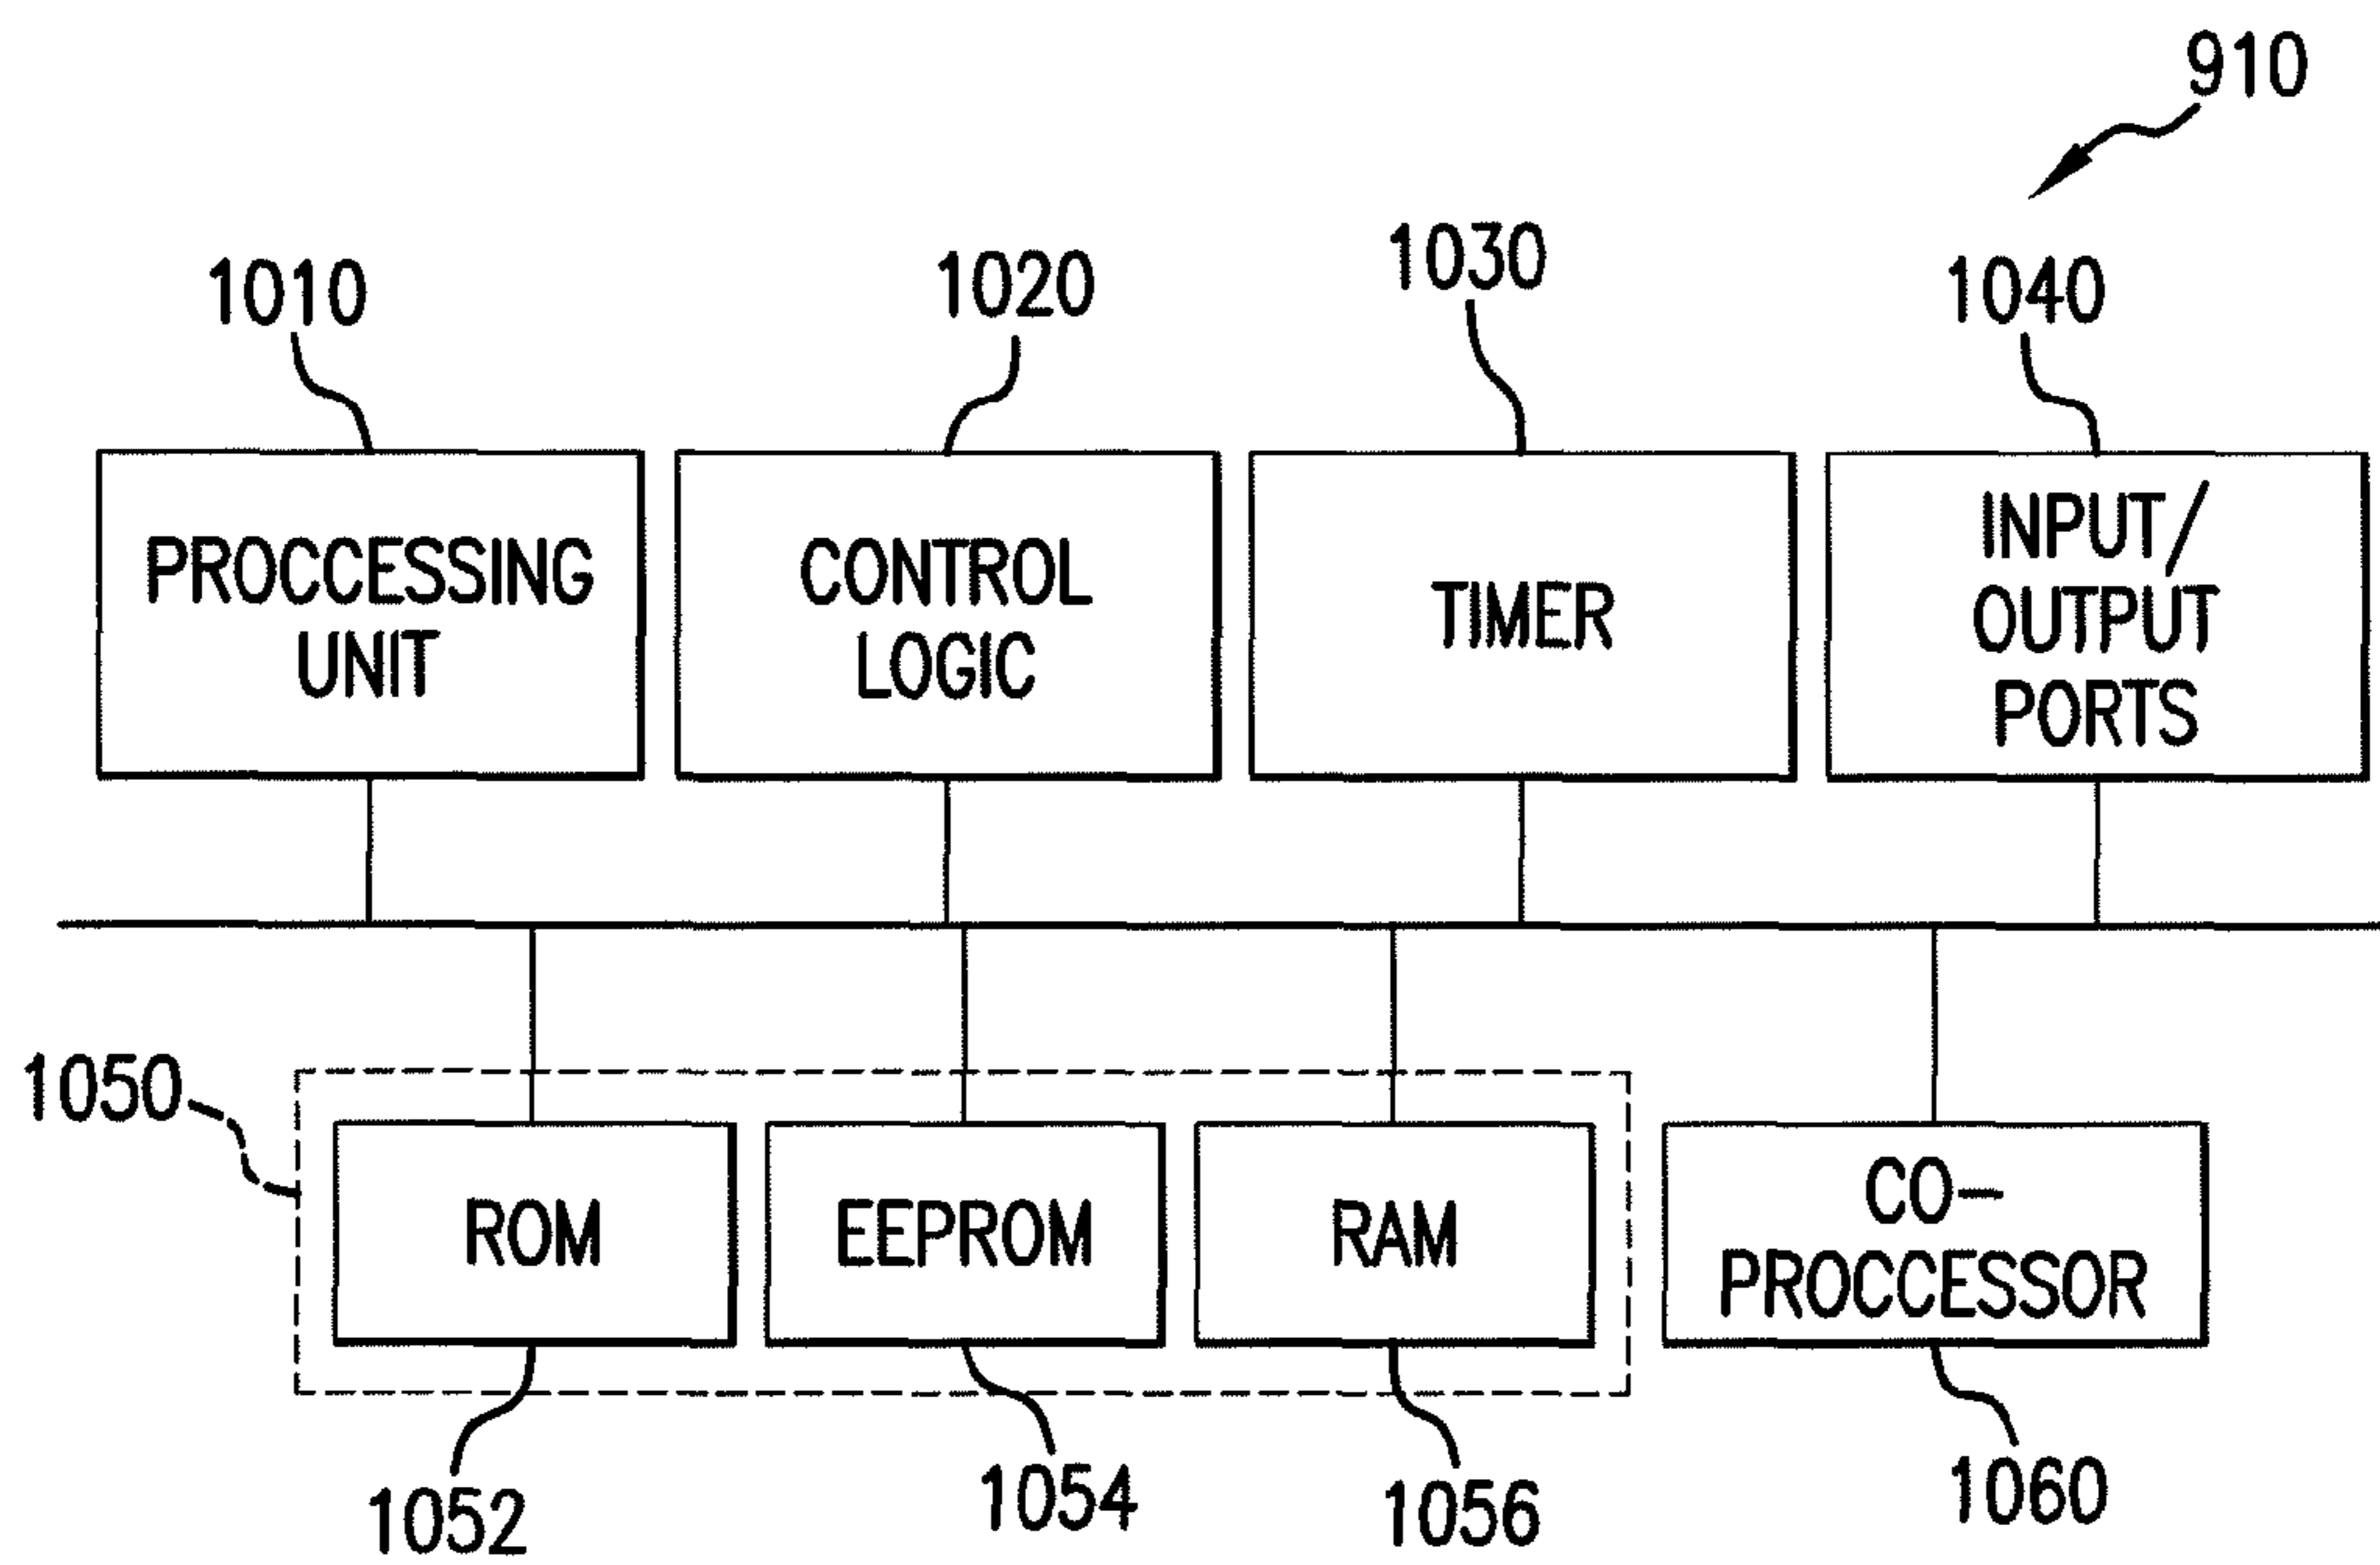 910
1010
1020
1030
1040
PROCCESSING
UNIT
CONTROL
LOGIC
TIMER
INPUT/
OUTPUT
PORTS
1050
ROM
EEPROM
RAM
CO-
PROCCESSOR
1052
1054
1056
1060